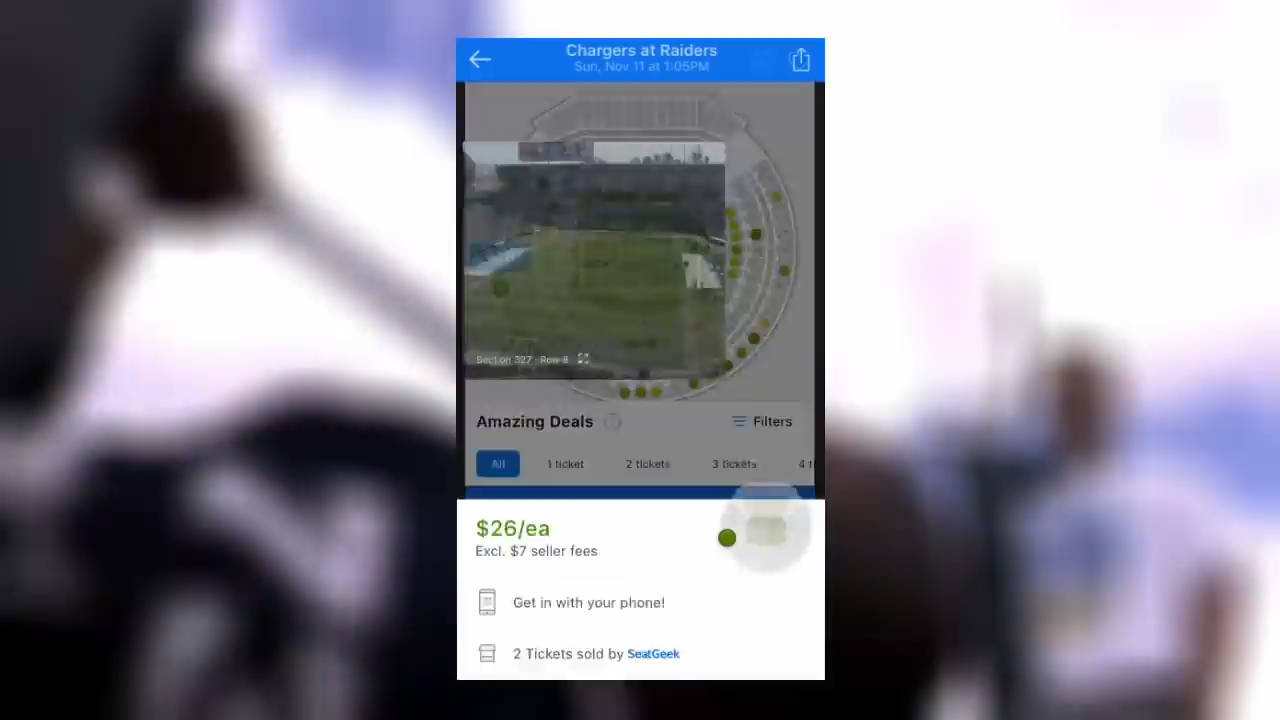 Chargers at Raiders
Sun, Nov 11 at 1:05PM
Section 327 · Row 8
Amazing Deals
Filters
All
1 ticket
2 tickets
3 tickets
4 ti
$26/ea
Excl. $7 seller fees
Get in with your phone!
2 Tickets sold by SeatGeek